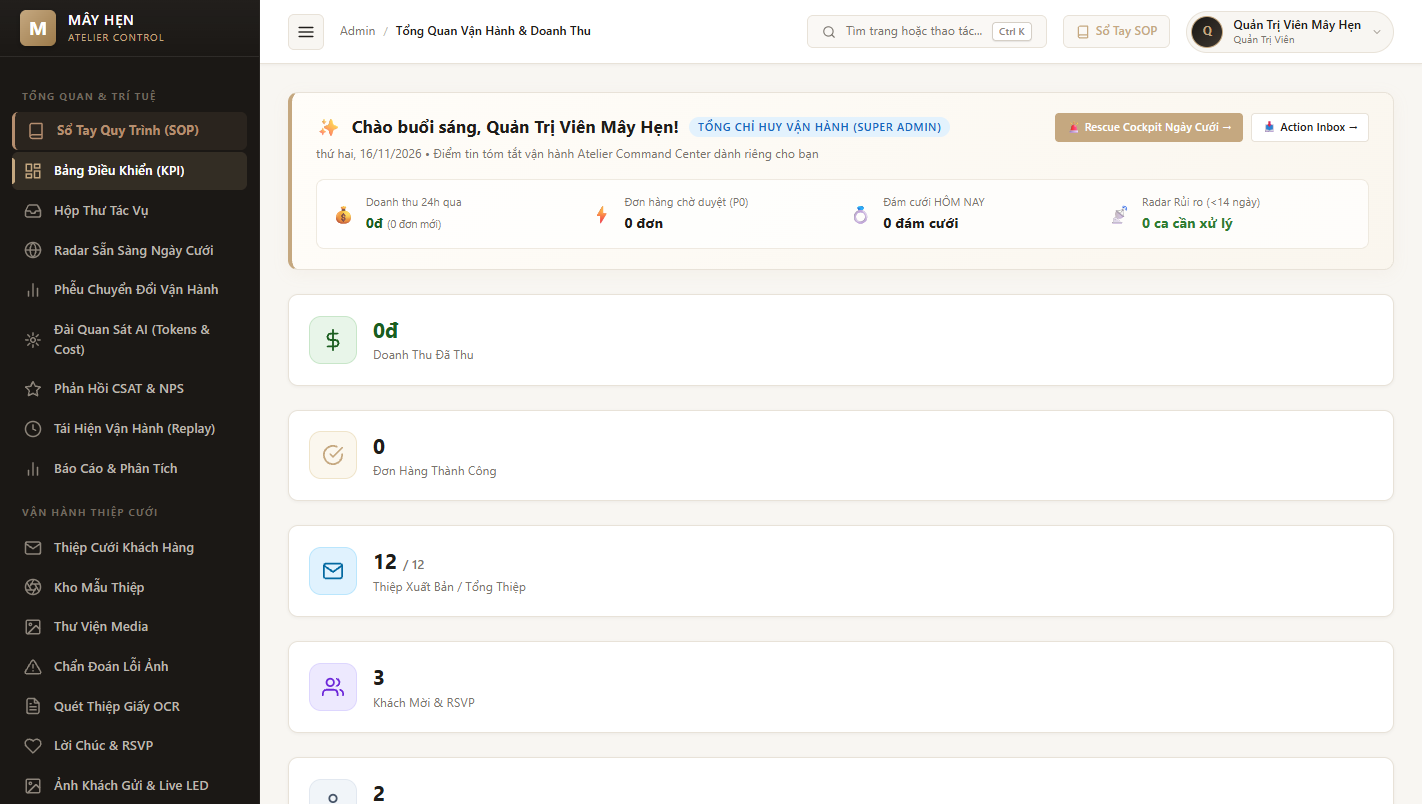 M
MÂY HẸN
ATELIER CONTROL
TỔNG QUAN & TRÍ TUỆ
Sổ Tay Quy Trình (SOP)
Bảng Điều Khiển (KPI)
Hộp Thư Tác Vụ
Radar Sẵn Sàng Ngày Cưới
Phễu Chuyển Đổi Vận Hành
Đài Quan Sát AI (Tokens &
Cost)
Phản Hồi CSAT & NPS
Tái Hiện Vận Hành (Replay)
Báo Cáo & Phân Tích
VẬN HÀNH THIỆP CƯỚI
Thiệp Cưới Khách Hàng
Kho Mẫu Thiệp
Thư Viện Media
Chẩn Đoán Lỗi Ảnh
Quét Thiệp Giấy OCR
Lời Chúc & RSVP
Ảnh Khách Gửi & Live LED
Admin / Tổng Quan Vận Hành & Doanh Thu
Tìm trang hoặc thao tác... Ctrl K
Sổ Tay SOP
Q
Quản Trị Viên Mây Hẹn
Quản Trị Viên
Chào buổi sáng, Quản Trị Viên Mây Hẹn! TỔNG CHỈ HUY VẬN HÀNH (SUPER ADMIN)
Rescue Cockpit Ngày Cưới →
Action Inbox →
thứ hai, 16/11/2026 • Điểm tin tóm tắt vận hành Atelier Command Center dành riêng cho bạn
Doanh thu 24h qua
0đ (0 đơn mới)
Đơn hàng chờ duyệt (P0)
0 đơn
Đám cưới HÔM NAY
0 đám cưới
Radar Rủi ro (<14 ngày)
0 ca cần xử lý
0đ
Doanh Thu Đã Thu
0
Đơn Hàng Thành Công
12 / 12
Thiệp Xuất Bản / Tổng Thiệp
3
Khách Mời & RSVP
2